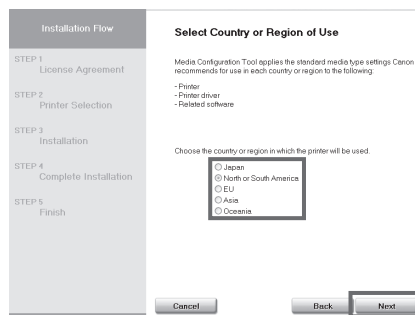 Installation Flow
STEP 1
License Agreement
STEP 2
Printer Selection
STEP 3
Installation
STEP 4
Complete Installation
STEP 5
Finish
Select Country or Region of Use
Media Configuration Tool applies the standard media type settings Canon
recommends for use in each country or region to the following:
- Printer
- Printer driver
- Related software
Choose the country or region in which the printer will be used.
Japan
North or South America
EU
Asia
Oceania
Cancel
Back
Next